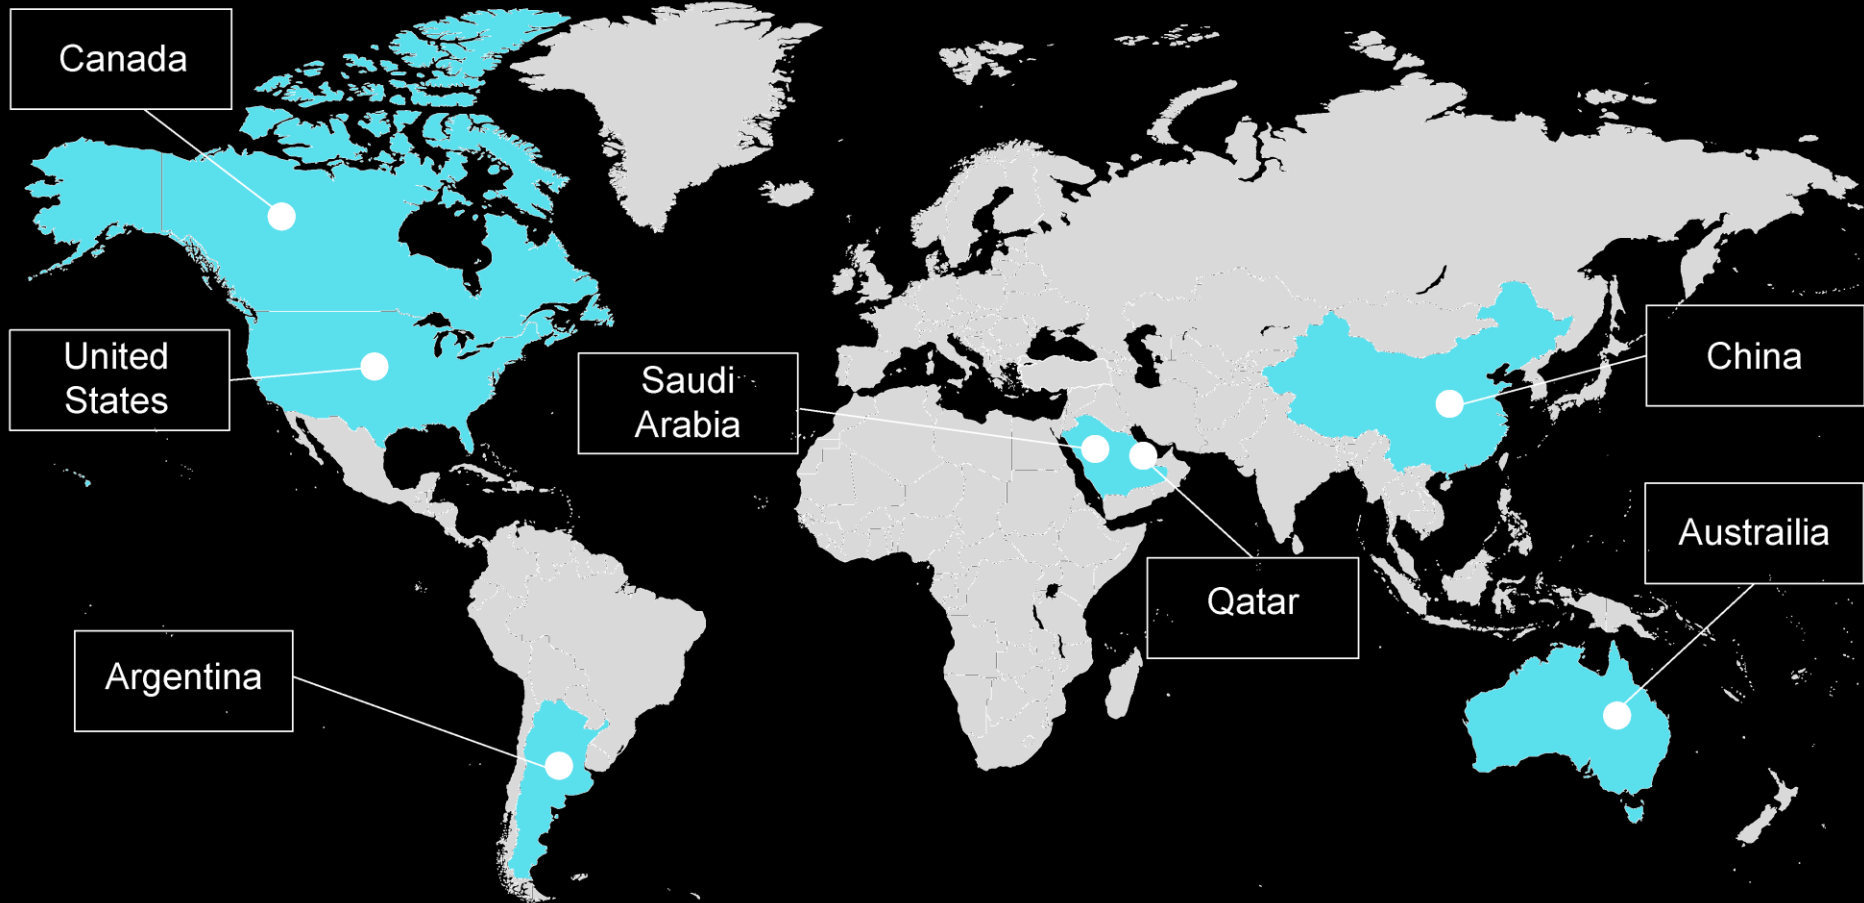 Canada
United
States
Saudi
Arabia
China
Austrailia
Qatar
Argentina